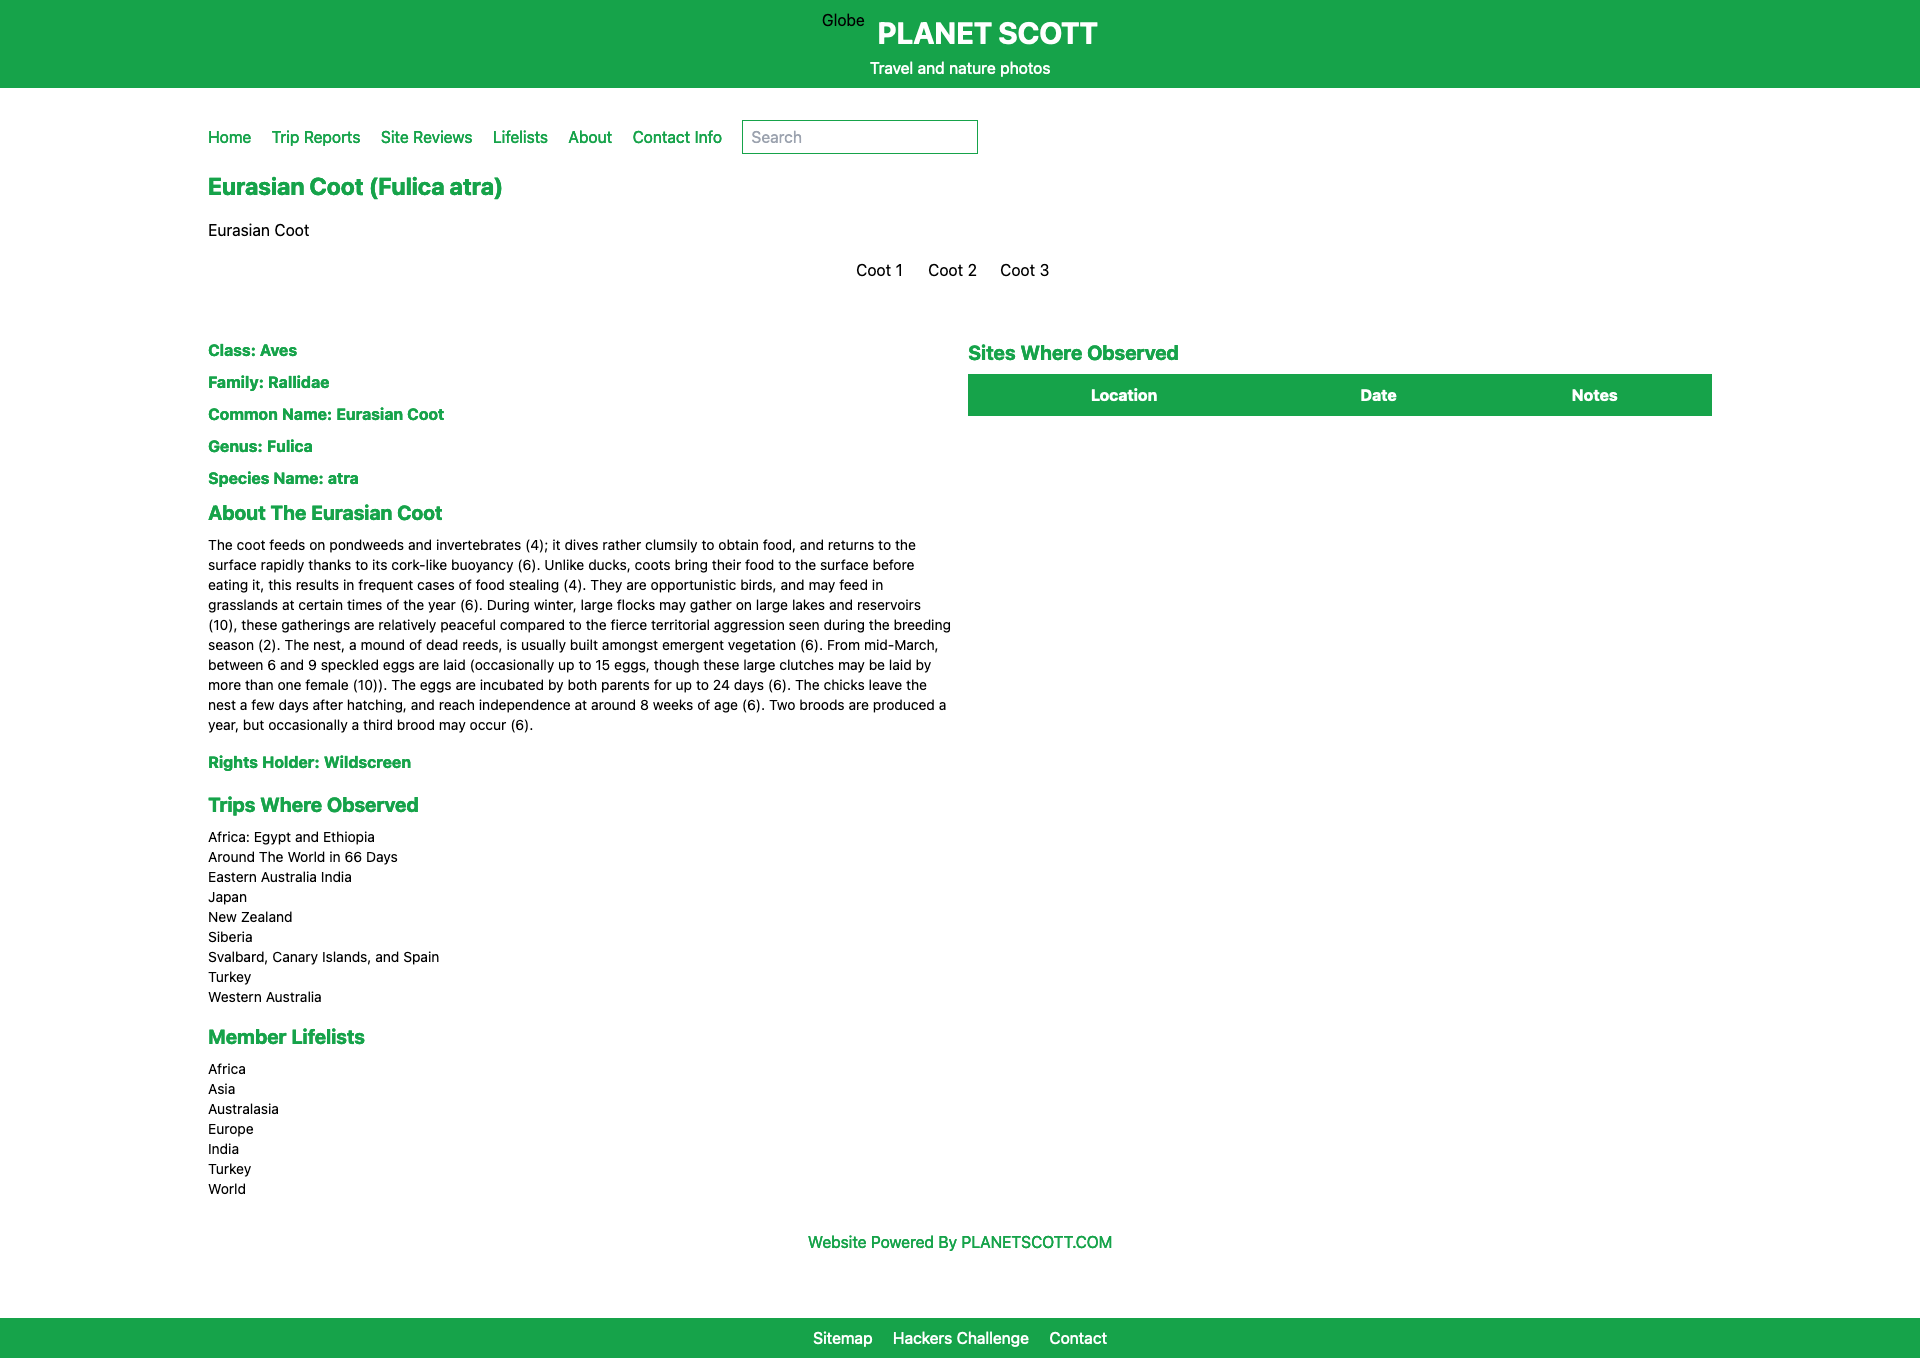 Globe PLANET SCOTT
Travel and nature photos
Home Trip Reports Site Reviews Lifelists About Contact Info Search
Eurasian Coot (Fulica atra)
Eurasian Coot
Coot 1 Coot 2 Coot 3
Class: Aves
Family: Rallidae
Common Name: Eurasian Coot
Genus: Fulica
Species Name: atra
About The Eurasian Coot
The coot feeds on pondweeds and invertebrates (4); it dives rather clumsily to obtain food, and returns to the
surface rapidly thanks to its cork-like buoyancy (6). Unlike ducks, coots bring their food to the surface before
eating it, this results in frequent cases of food stealing (4). They are opportunistic birds, and may feed in
grasslands at certain times of the year (6). During winter, large flocks may gather on large lakes and reservoirs
(10), these gatherings are relatively peaceful compared to the fierce territorial aggression seen during the breeding
season (2). The nest, a mound of dead reeds, is usually built amongst emergent vegetation (6). From mid-March,
between 6 and 9 speckled eggs are laid (occasionally up to 15 eggs, though these large clutches may be laid by
more than one female (10)). The eggs are incubated by both parents for up to 24 days (6). The chicks leave the
nest a few days after hatching, and reach independence at around 8 weeks of age (6). Two broods are produced a
year, but occasionally a third brood may occur (6).
Rights Holder: Wildscreen
Trips Where Observed
Africa: Egypt and Ethiopia
Around The World in 66 Days
Eastern Australia India
Japan
New Zealand
Siberia
Svalbard, Canary Islands, and Spain
Turkey
Western Australia
Member Lifelists
Africa
Asia
Australasia
Europe
India
Turkey
World
Sites Where Observed
Location Date Notes
Website Powered By PLANETSCOTT.COM
Sitemap Hackers Challenge Contact